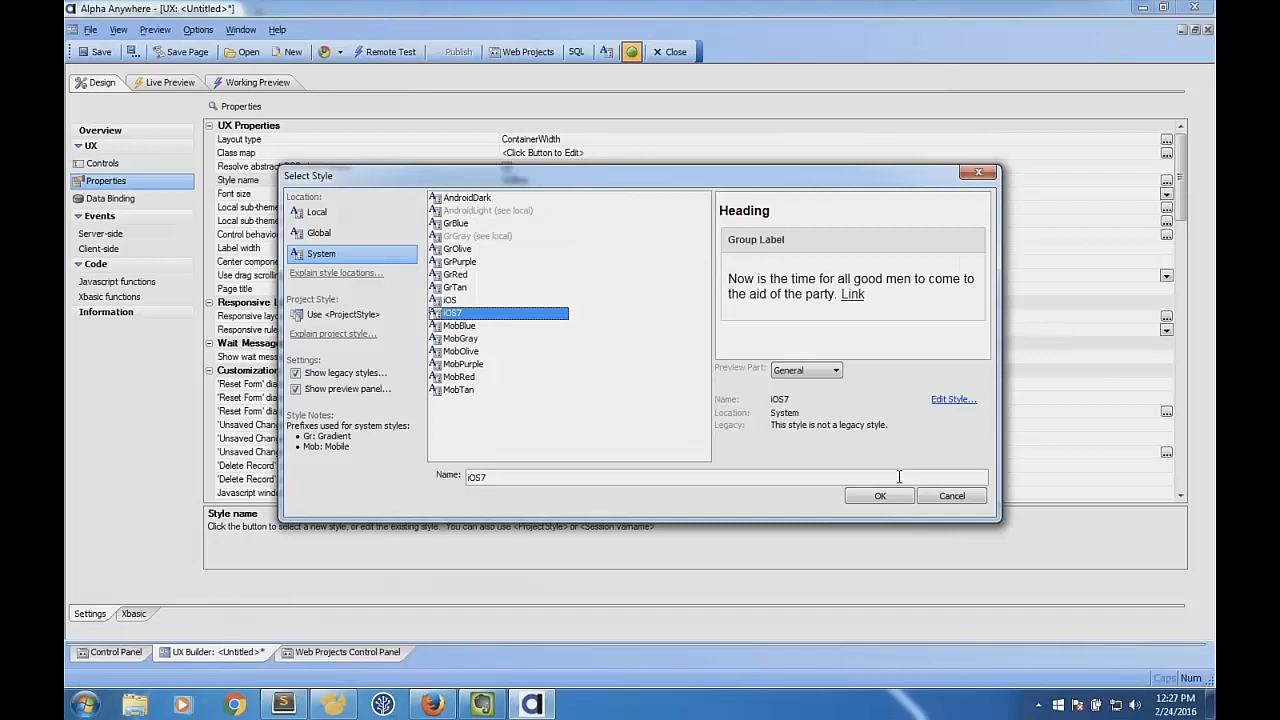 Alpha Anywhere - [UX: <Untitled>*]
File View Preview Options Window Help
Save Save Page Open New Remote Test Publish Web Projects SQL Close
Design Live Preview Working Preview
Properties
Overview
UX
Controls
Properties
Data Binding
Events
Server-side
Client-side
Code
Javascript functions
Xbasic functions
Information
UX Properties
Layout type ContainerWidth
Class map <Click Button to Edit>
Style name
Font size
Label width
Page title
Select Style
Location:
Local
Global
System
Explain style locations...
Project Style:
Use <ProjectStyle>
Explain project style...
Settings:
Show legacy styles...
Show preview panel...
Style Notes:
Prefixes used for system styles:
• Gr: Gradient
• Mob: Mobile
AndroidDark
AndroidLight (see local)
GrBlue
GrGray (see local)
GrOlive
GrPurple
GrRed
GrTan
iOS
iOS7
MobBlue
MobGray
MobOlive
MobPurple
MobRed
MobTan
Heading
Group Label
Now is the time for all good men to come to
the aid of the party. Link
Preview Part: General
Name: iOS7 Edit Style...
Location: System
Legacy: This style is not a legacy style.
Name: iOS7
OK Cancel
Style name
Click the button to select a new style, or edit the existing style. You can also use <ProjectStyle> or <Session.varname>
Settings Xbasic
Control Panel UX Builder: <Untitled>* Web Projects Control Panel
Caps Num
12:27 PM
2/24/2016